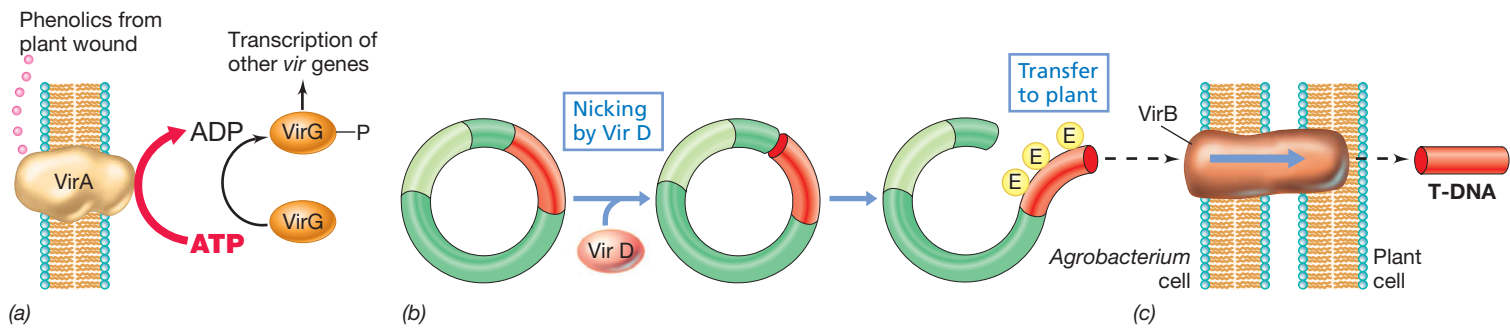 Phenolics from
plant wound
Transcription of
other vir genes
ADP
VirG
P
VirA
VirG
ATP
(a)
Nicking
by Vir D
Vir D
(b)
Transfer
to plant
E
E
E
VirB
T-DNA
Agrobacterium
cell
Plant
cell
(c)